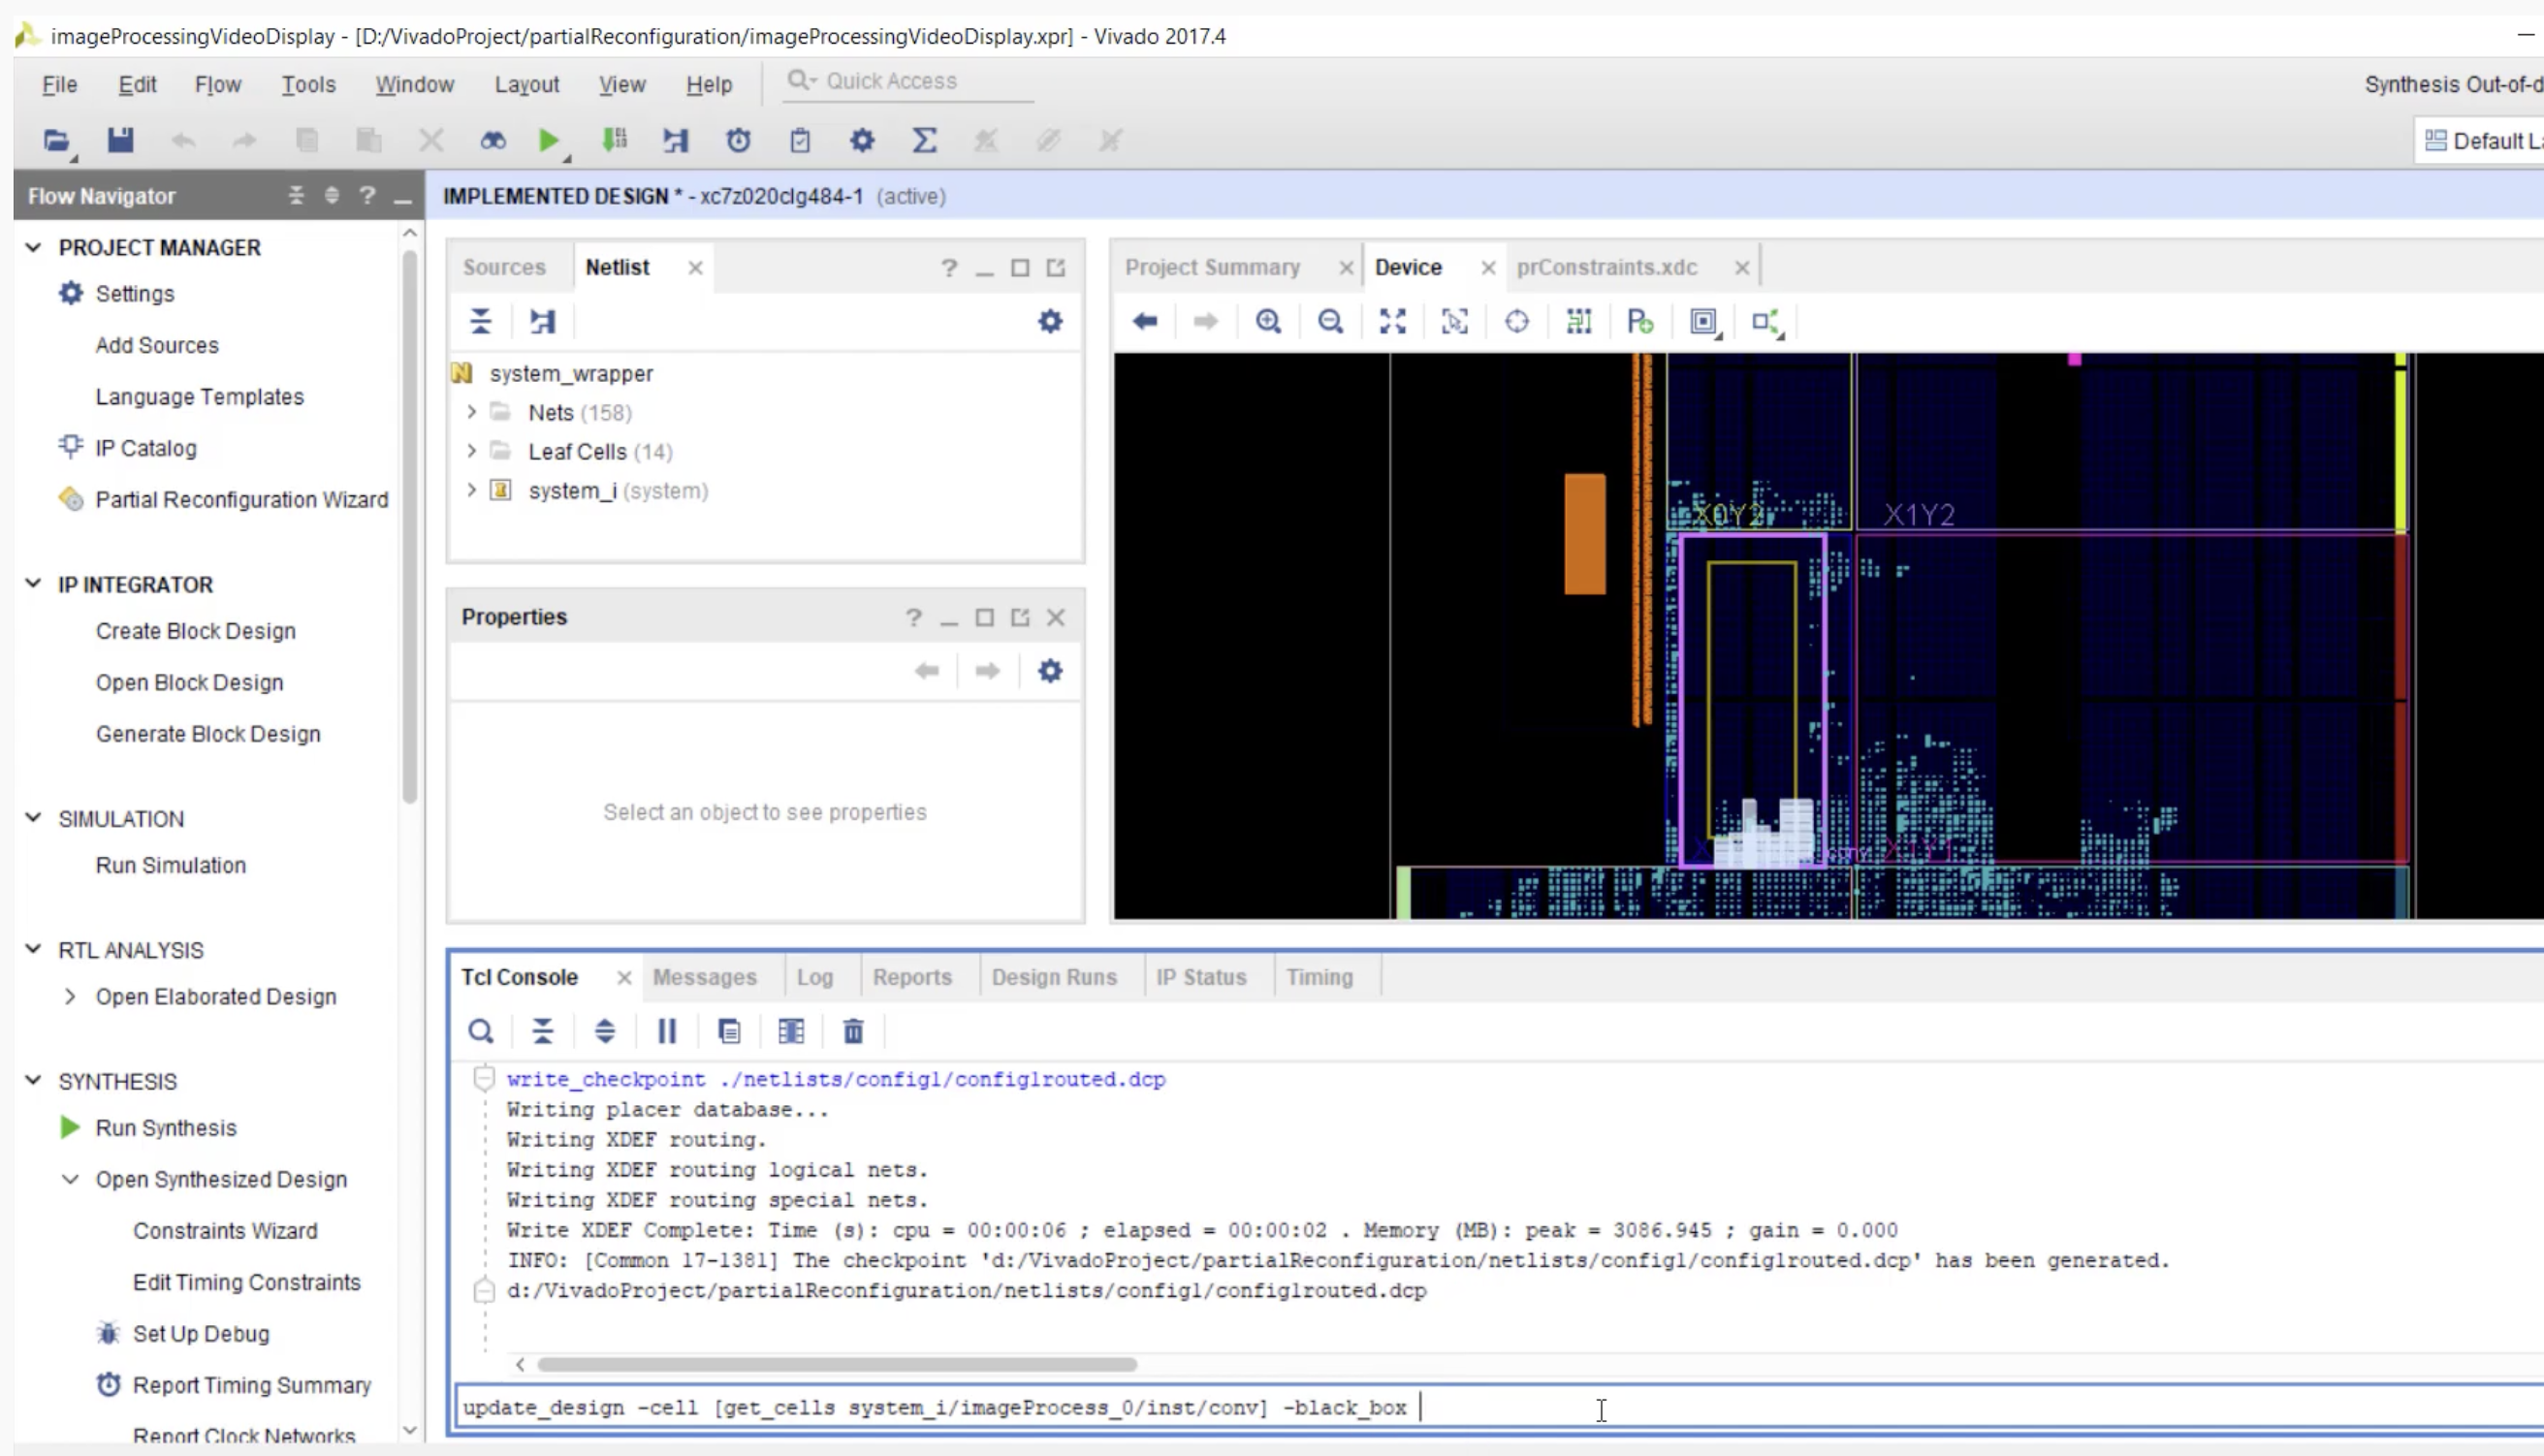 imageProcessingVideoDisplay - [D:/VivadoProject/partialReconfiguration/imageProcessingVideoDisplay.xpr] - Vivado 2017.4
File Edit Flow Tools Window Layout View Help Quick Access
Synthesis Out-of-d
Default La
Flow Navigator
PROJECT MANAGER
Settings
Add Sources
Language Templates
IP Catalog
Partial Reconfiguration Wizard
IP INTEGRATOR
Create Block Design
Open Block Design
Generate Block Design
SIMULATION
Run Simulation
RTL ANALYSIS
Open Elaborated Design
SYNTHESIS
Run Synthesis
Open Synthesized Design
Constraints Wizard
Edit Timing Constraints
Set Up Debug
Report Timing Summary
Report Clock Networks
IMPLEMENTED DESIGN * - xc7z020clg484-1 (active)
Sources Netlist
system_wrapper
Nets (158)
Leaf Cells (14)
system_i (system)
Properties
Select an object to see properties
Project Summary Device prConstraints.xdc
X0Y2
X1Y2
X1Y1
Tcl Console Messages Log Reports Design Runs IP Status Timing
write_checkpoint ./netlists/config1/config1routed.dcp
Writing placer database...
Writing XDEF routing.
Writing XDEF routing logical nets.
Writing XDEF routing special nets.
Write XDEF Complete: Time (s): cpu = 00:00:06 ; elapsed = 00:00:02 . Memory (MB): peak = 3086.945 ; gain = 0.000
INFO: [Common 17-1381] The checkpoint 'd:/VivadoProject/partialReconfiguration/netlists/config1/config1routed.dcp' has been generated.
d:/VivadoProject/partialReconfiguration/netlists/config1/config1routed.dcp
update_design -cell [get_cells system_i/imageProcess_0/inst/conv] -black_box